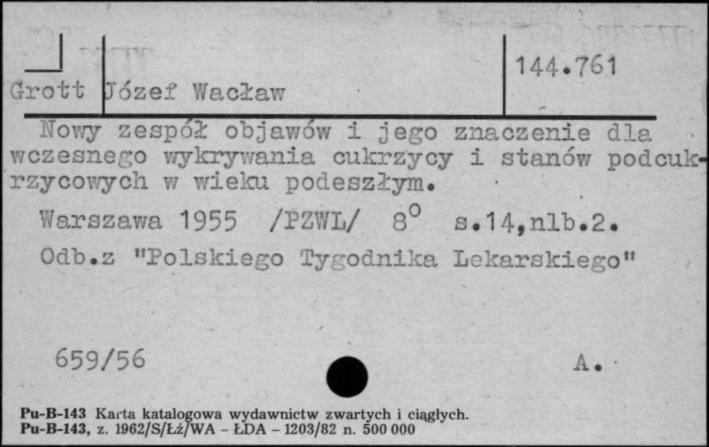 144.761
Grott Józef Wacław
Nowy zespół objawów i jego znaczenie dla
wczesnego wykrywania cukrzycy i stanów podcuk-
rzycowych w wieku podeszłym.
Warszawa 1955 /PZWL/ 8° s.14,nlb.2.
Odb.z "Polskiego Tygodnika Lekarskiego"
659/56 A.
Pu-B-143 Karta katalogowa wydawnictw zwartych i ciągłych.
Pu-B-143, z. 1962/S/Łź/WA - ŁDA - 1203/82 n. 500 000